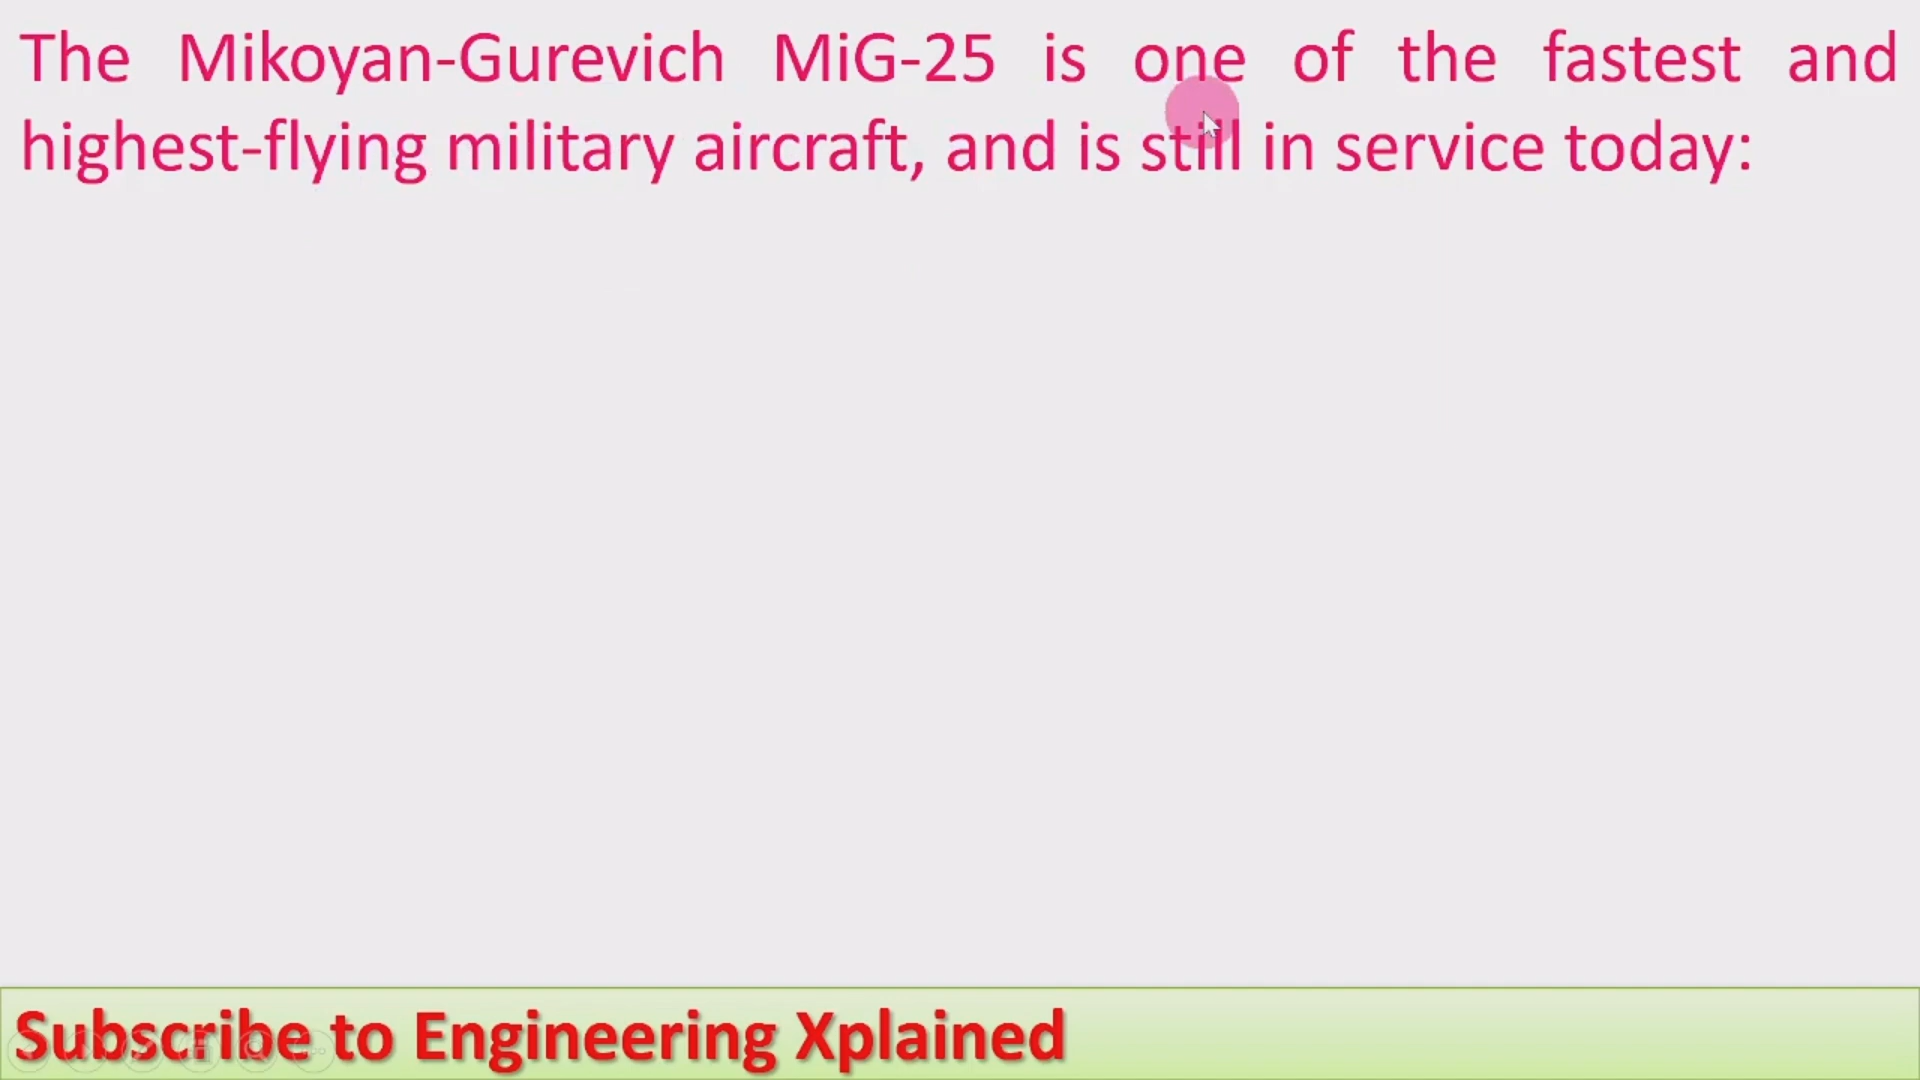 The Mikoyan-Gurevich MiG-25 is one of the fastest and
highest-flying military aircraft, and is still in service today:
Subscribe to Engineering Xplained